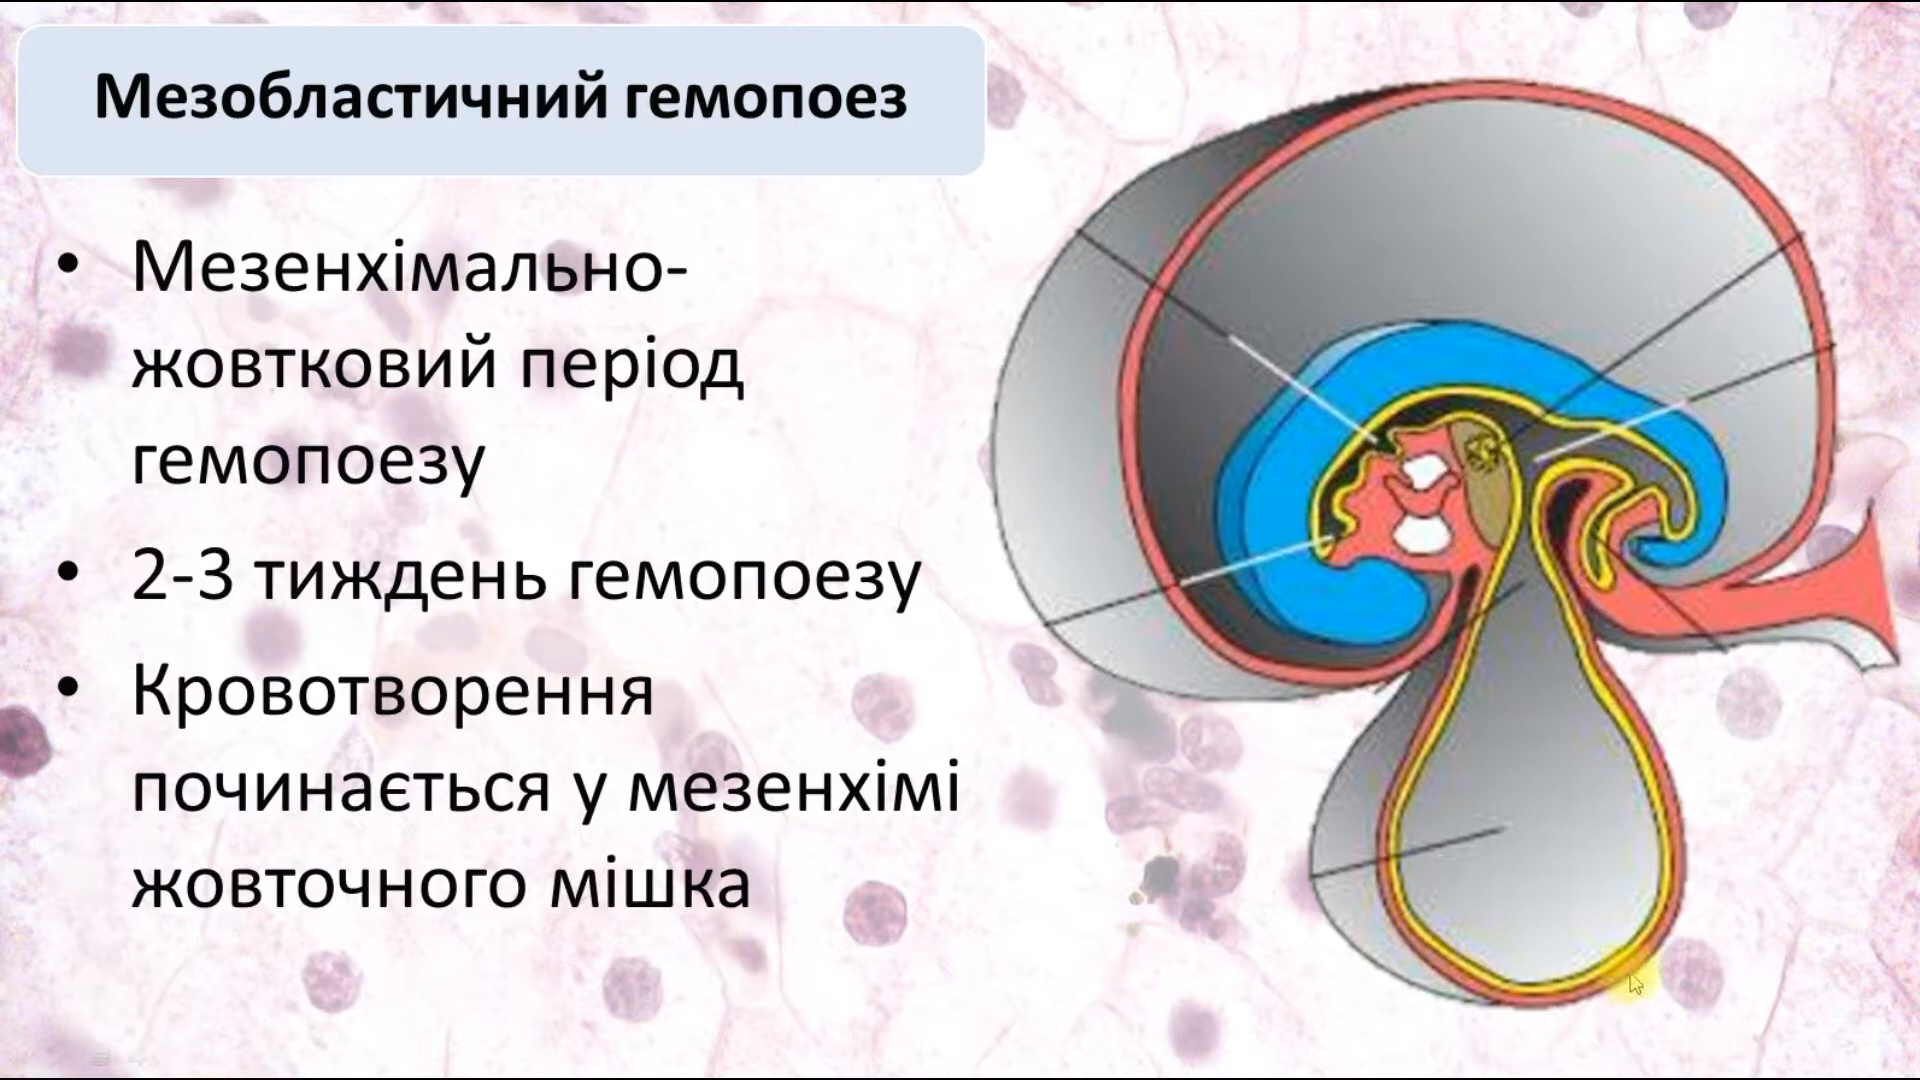 Мезобластичний гемопоез
• Мезенхімально-
жовтковий період
гемопоезу
• 2-3 тиждень гемопоезу
• Кровотворення
починається у мезенхімі
жовточного мішка